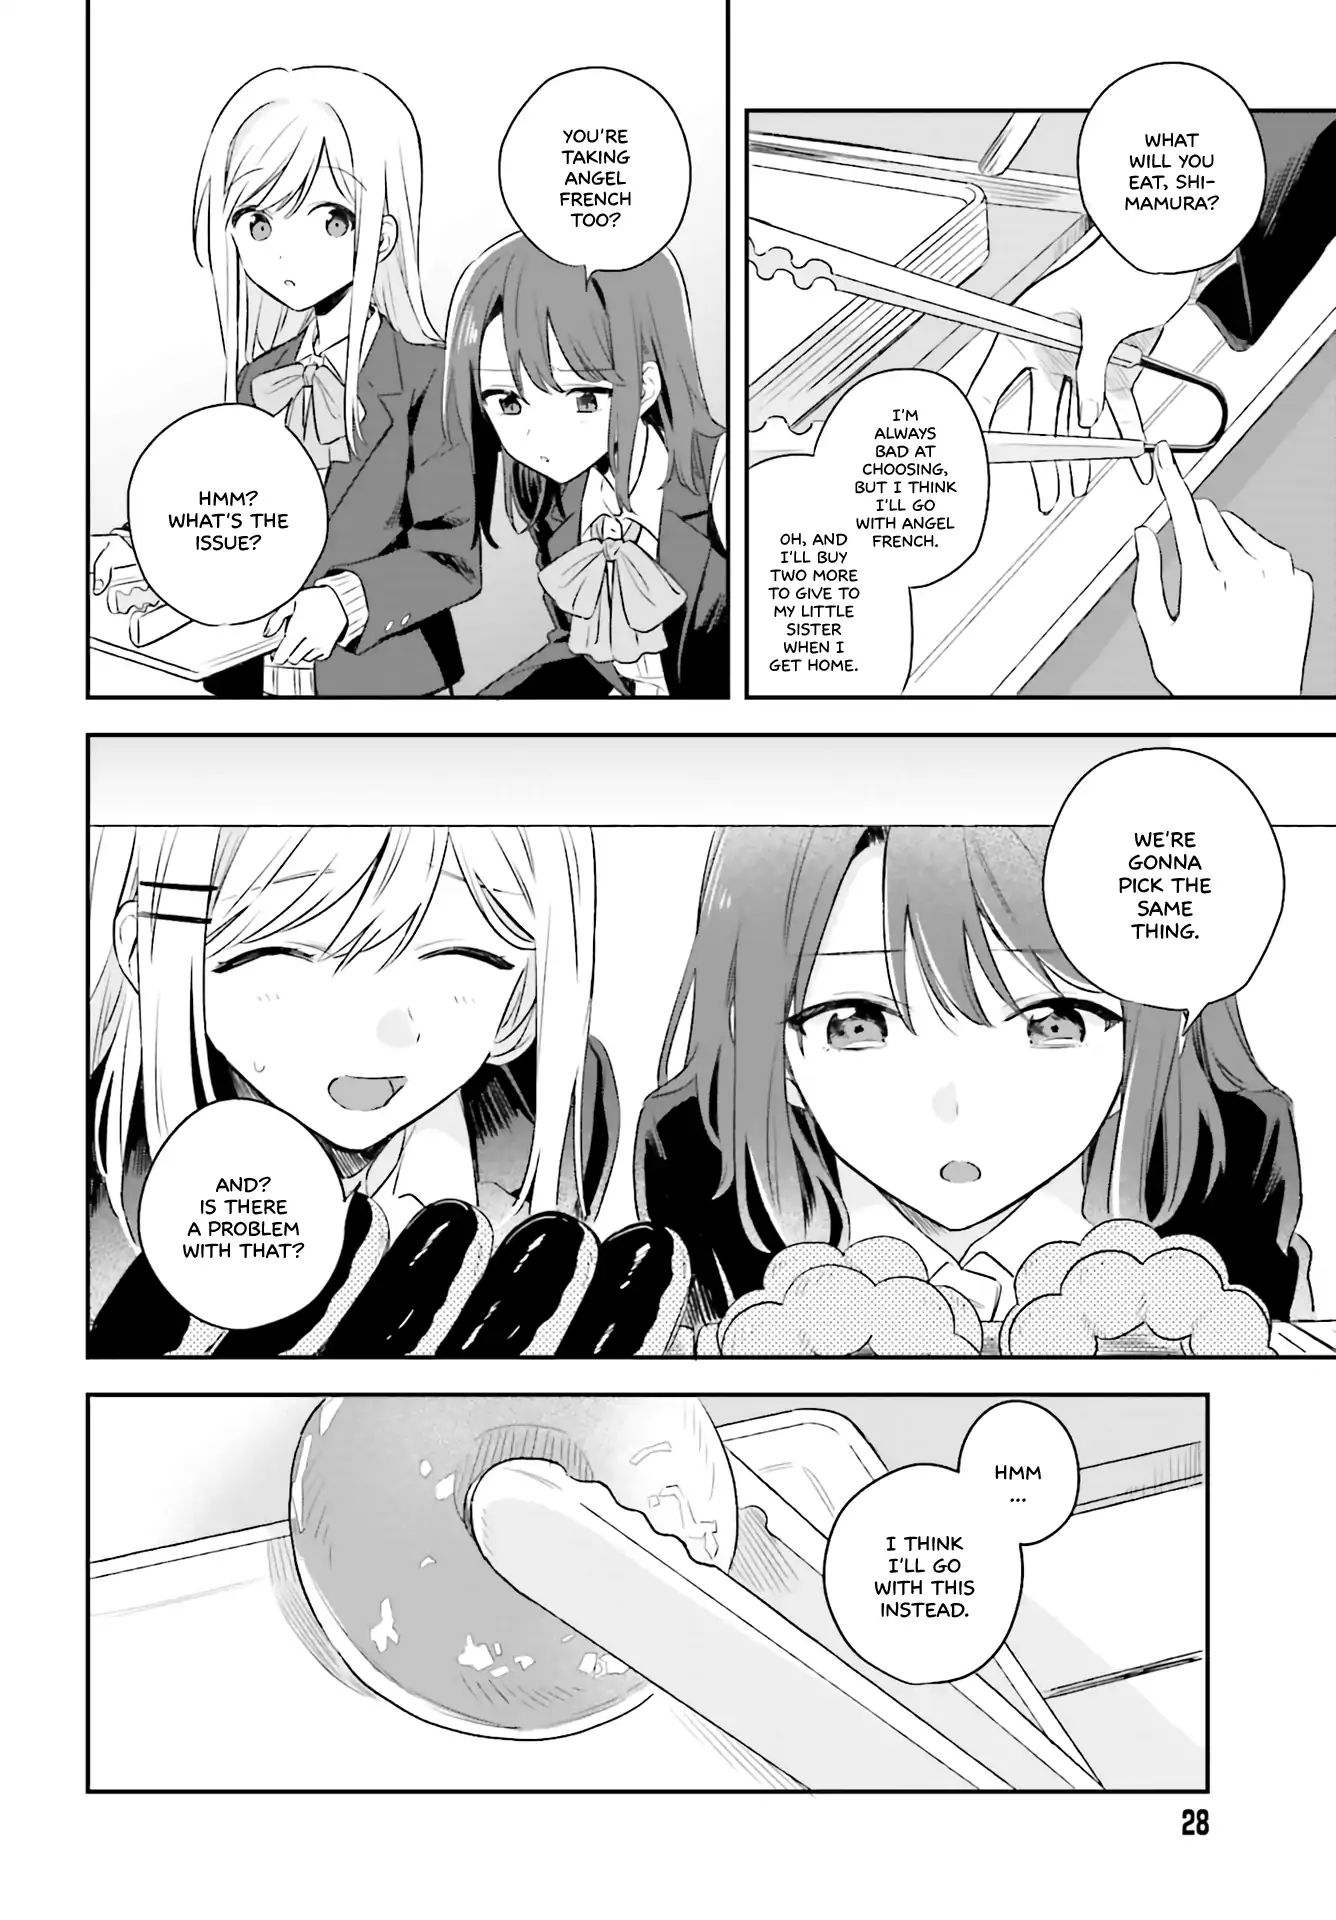 WHAT
WILL YOU
EAT, SHI-
MAMURA?
I'M
ALWAYS
BAD AT
CHOOSING,
BUT I THINK
I'LL GO
WITH ANGEL
FRENCH.
OH, AND
I'LL BUY
TWO MORE
TO GIVE TO
MY LITTLE
SISTER
WHEN I
GET HOME.
YOU'RE
TAKING
ANGEL
FRENCH
TOO?
HMM?
WHAT'S THE
ISSUE?
WE'RE
GONNA
PICK THE
SAME
THING.
AND?
IS THERE
A PROBLEM
WITH THAT?
HMM
...
I THINK
I'LL GO
WITH THIS
INSTEAD.
28